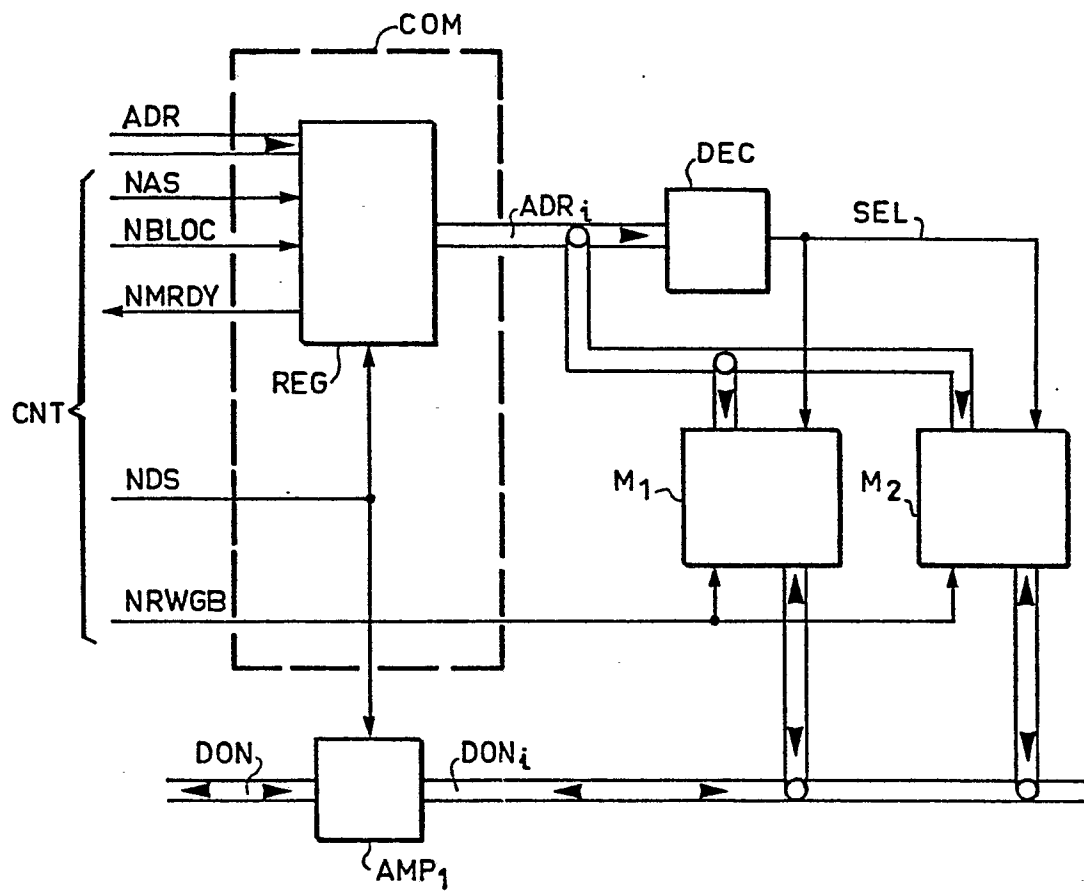 COM
ADR
DEC
NAS
ADRi
SEL
NBLOC
NMRDY
REG
CNT
NDS
M1
M2
NRWGB
DON
DONi
AMP1